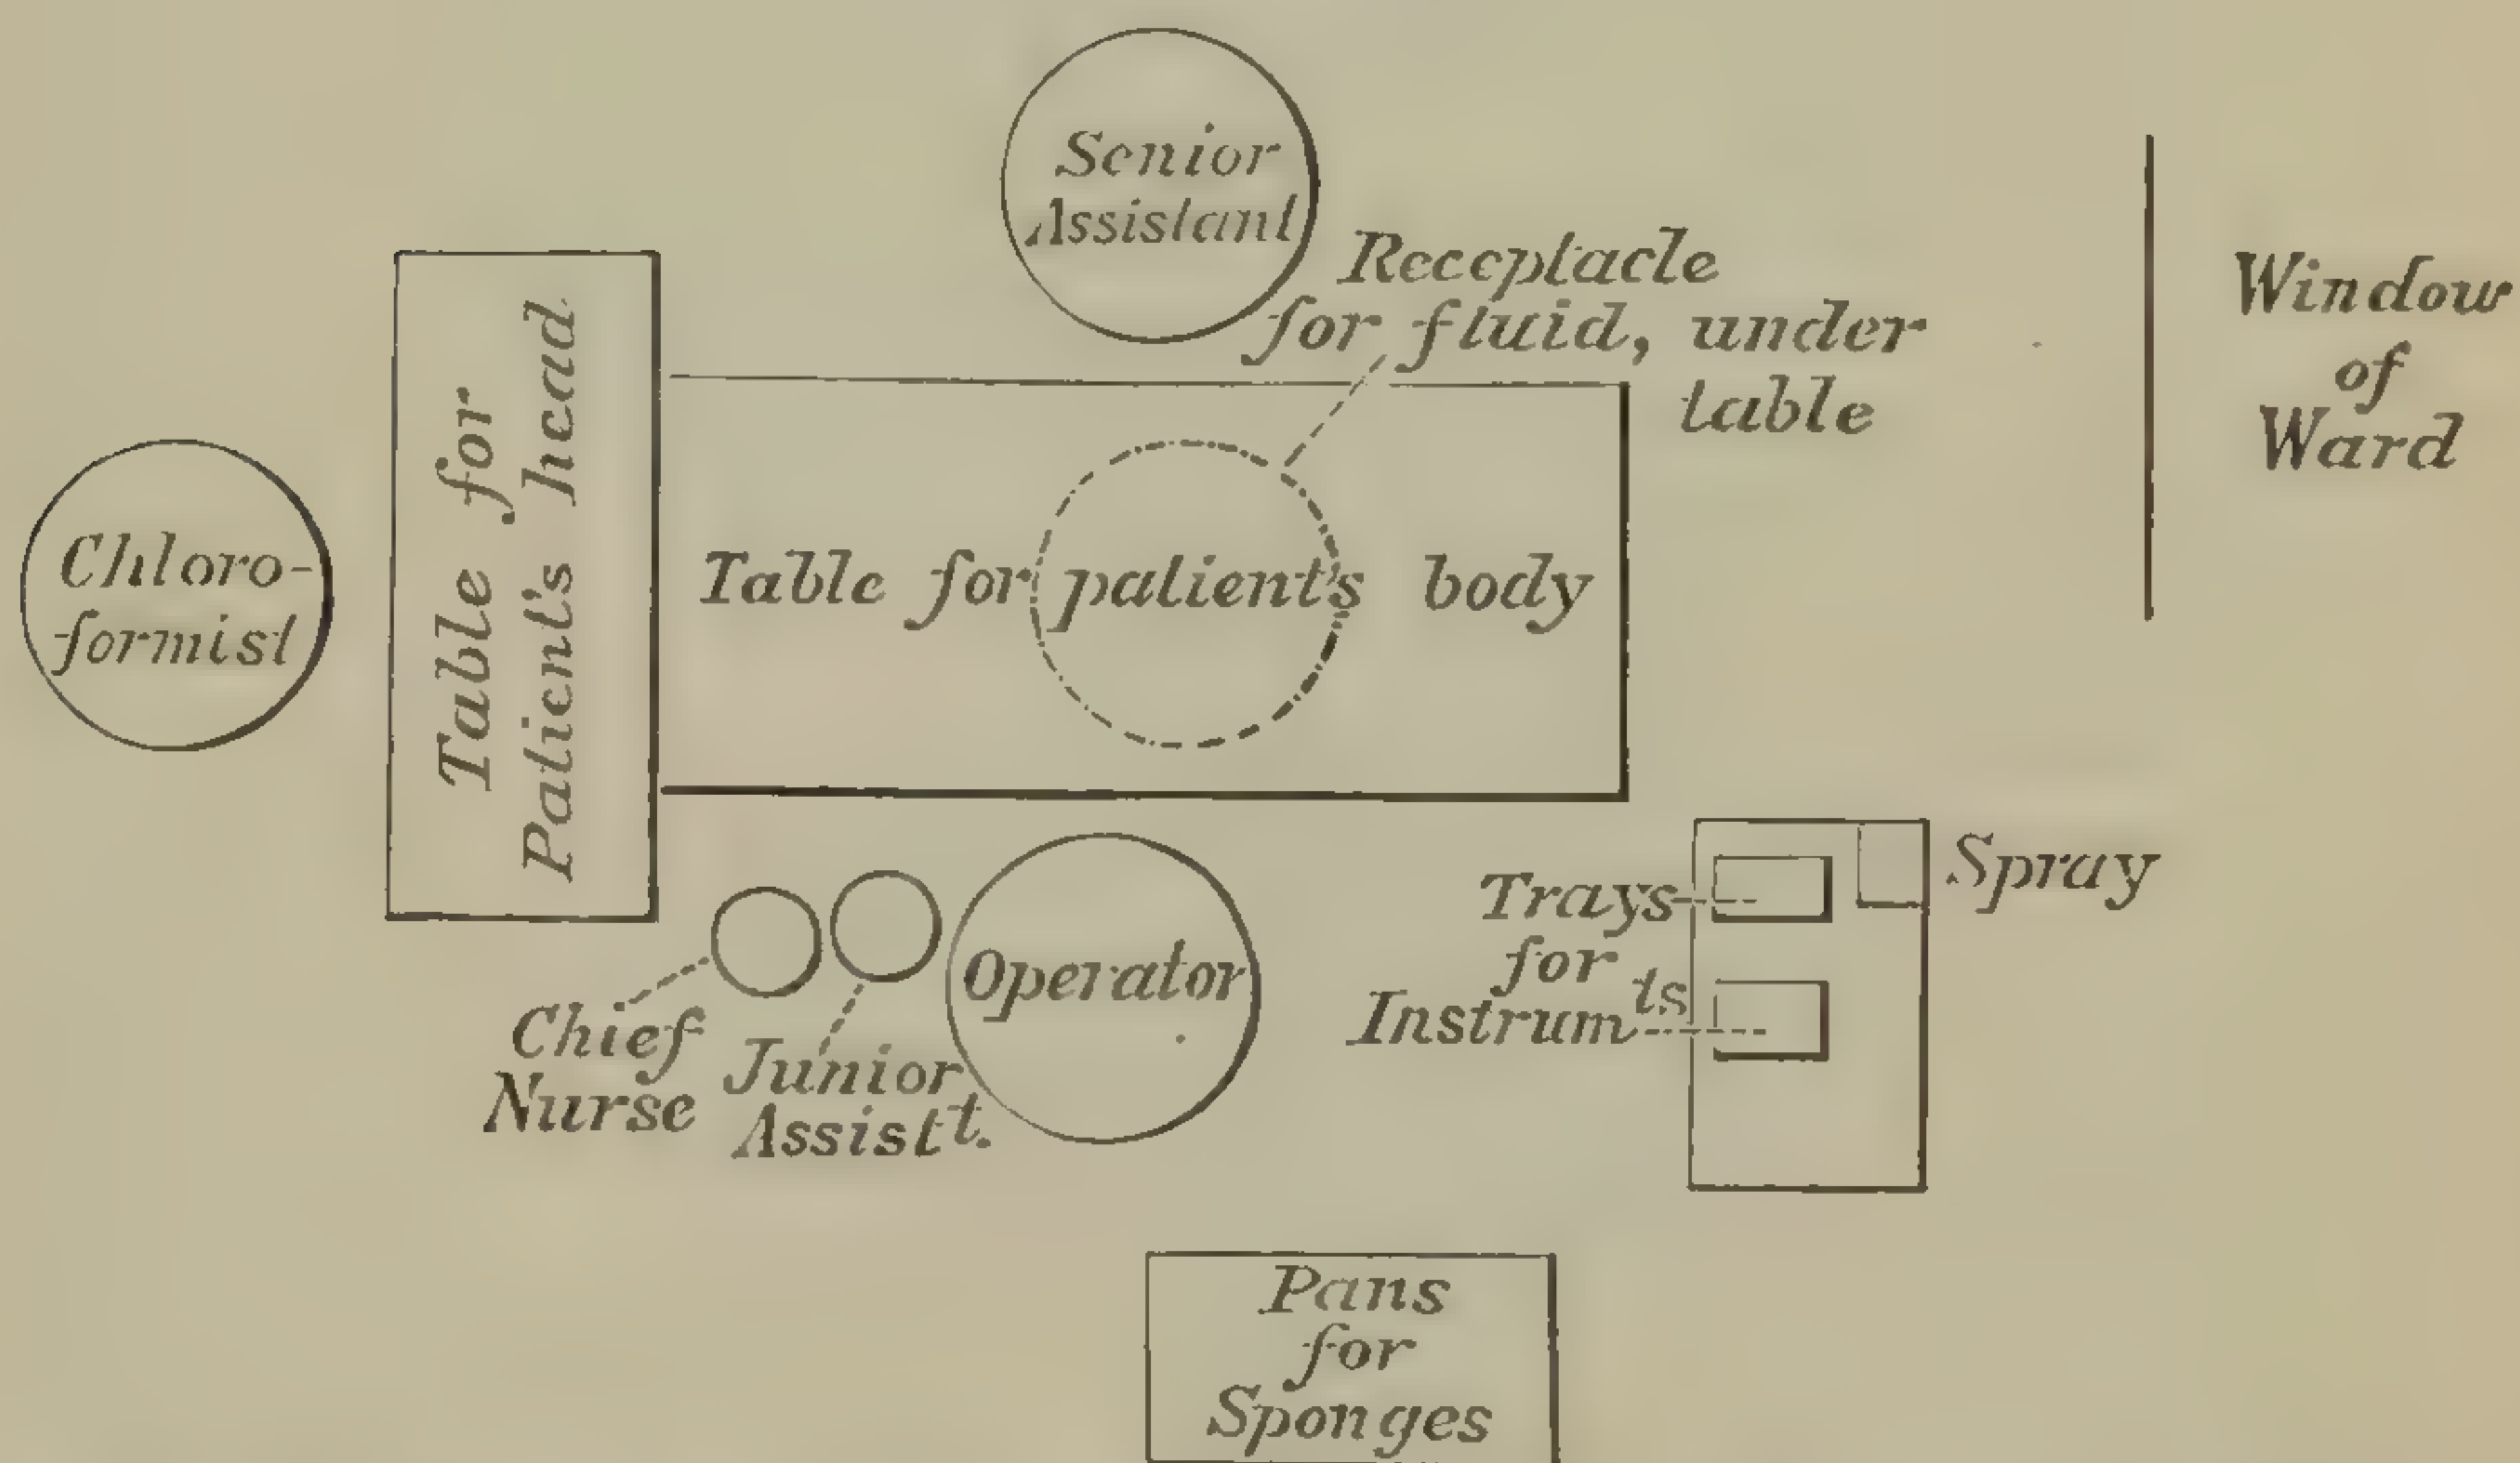 Senior
Assistant
Receptacle
for fluid, under
table
Window
of
Ward
Chloro-
-formist
Table for
Patient's head
Table for patient's body
Spray
Trays
for
Instrumts
Operator
Chief
Nurse
Junior
Assistt.
Pans
for
Sponges